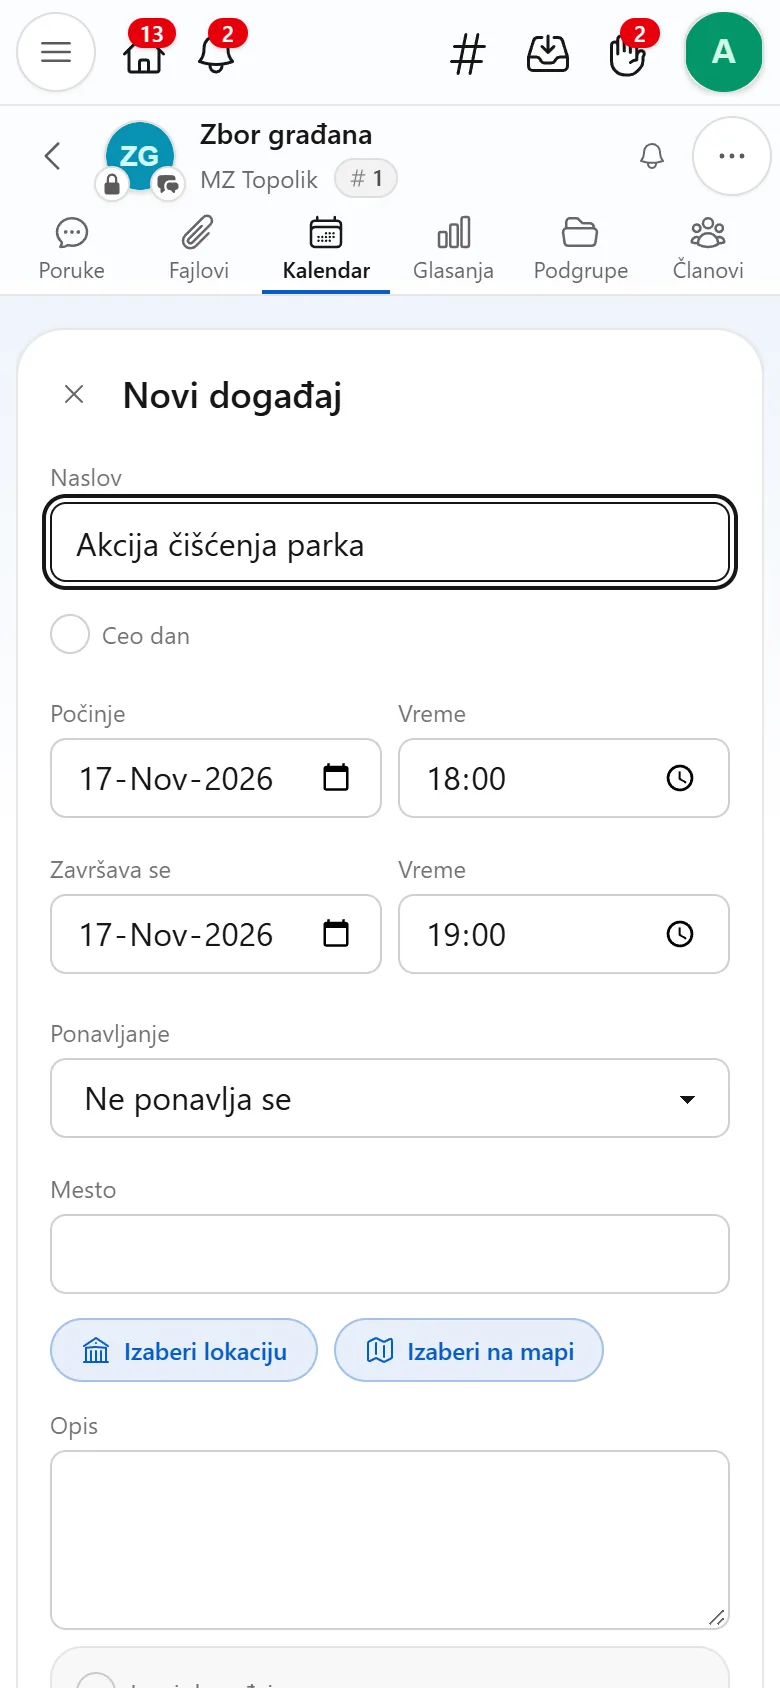 13
2
2
A
ZG
Zbor građana
MZ Topolik
# 1
Poruke
Fajlovi
Kalendar
Glasanja
Podgrupe
Članovi
Novi događaj
Naslov
Akcija čišćenja parka
Ceo dan
Počinje
Vreme
17-Nov-2026
18:00
Završava se
Vreme
17-Nov-2026
19:00
Ponavljanje
Ne ponavlja se
Mesto
Izaberi lokaciju
Izaberi na mapi
Opis